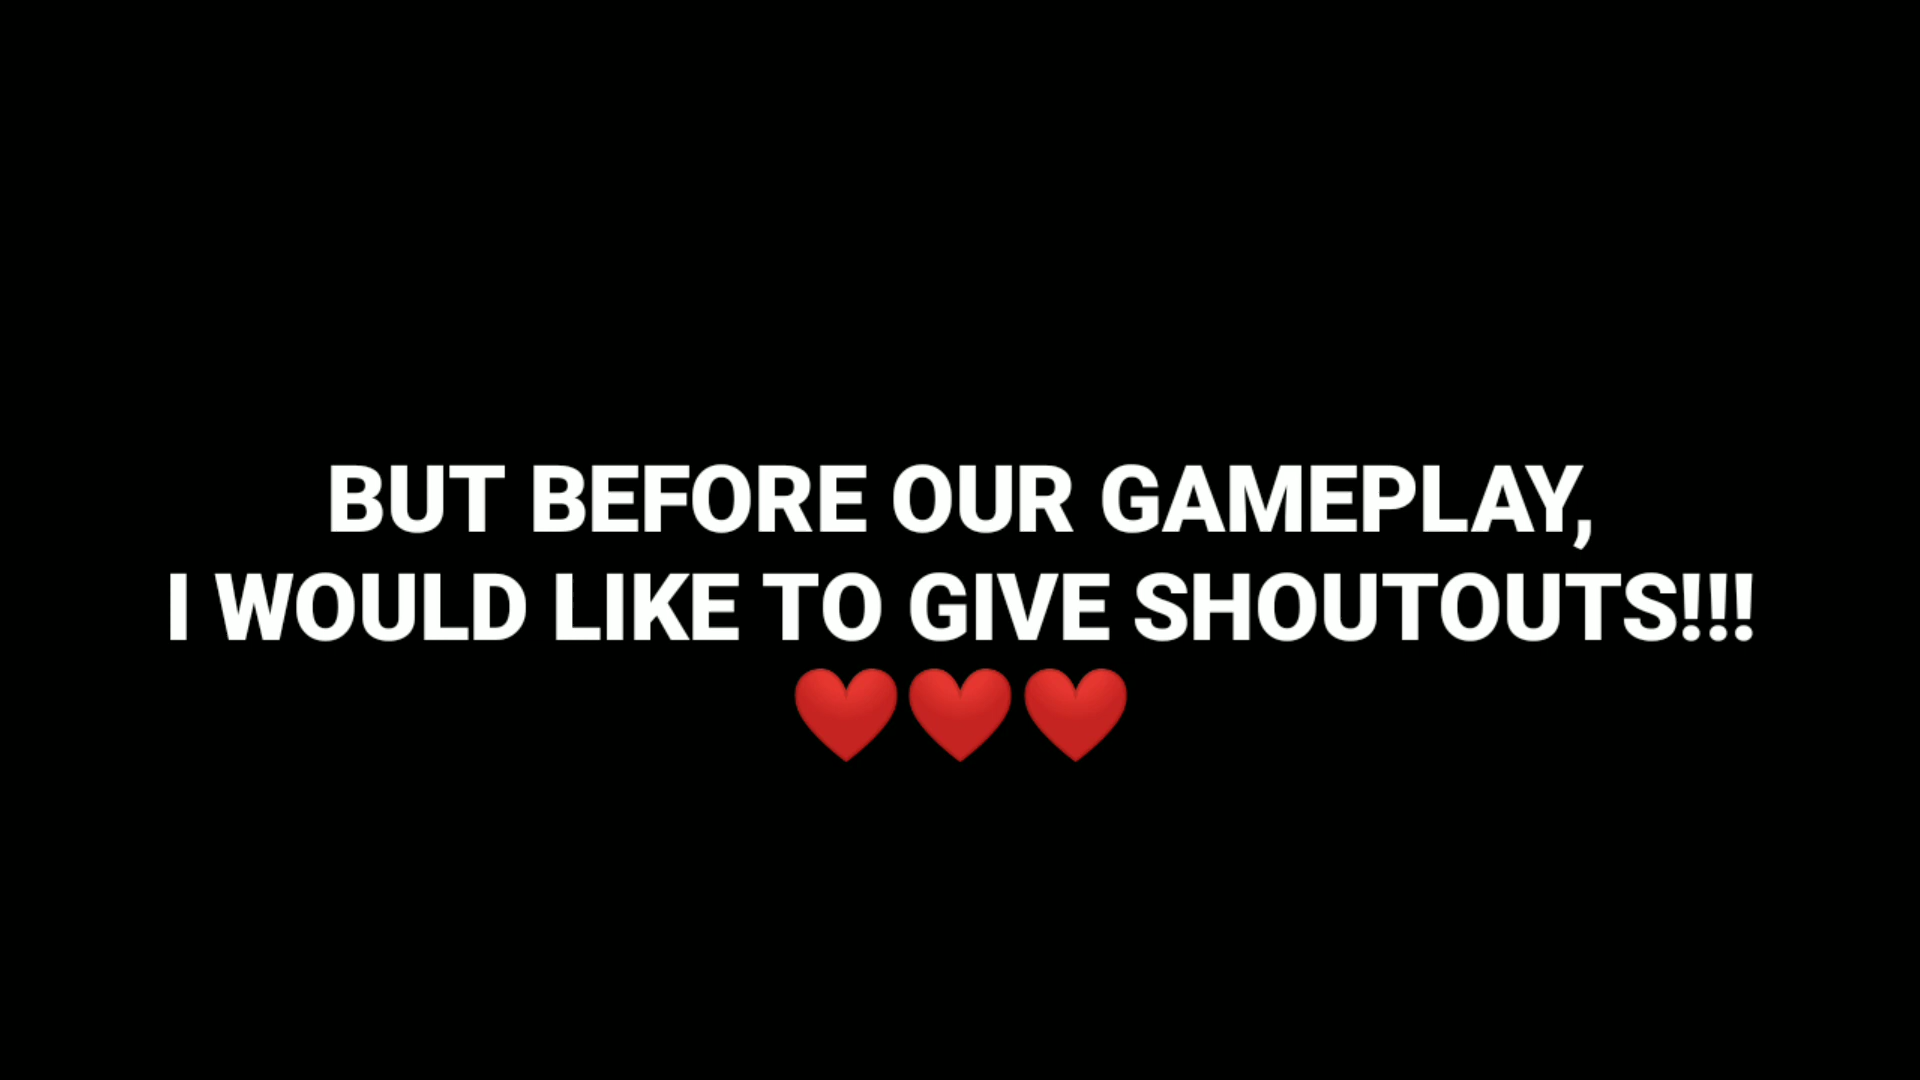 BUT BEFORE OUR GAMEPLAY,
I WOULD LIKE TO GIVE SHOUTOUTS!!!
❤️❤️❤️